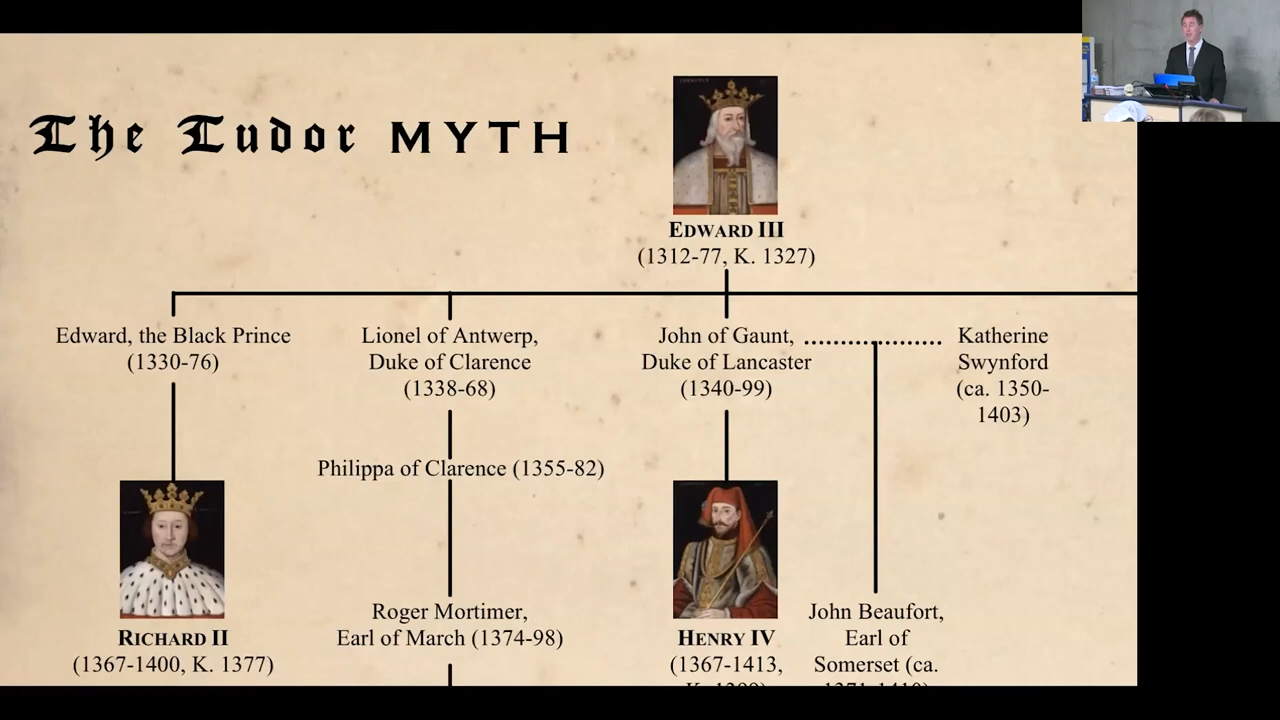 The Tudor MYTH
EDWARD III
(1312-77, K. 1327)
Edward, the Black Prince
(1330-76)
Lionel of Antwerp,
Duke of Clarence
(1338-68)
John of Gaunt,
Duke of Lancaster
(1340-99)
Katherine
Swynford
(ca. 1350-
1403)
Philippa of Clarence (1355-82)
RICHARD II
(1367-1400, K. 1377)
Roger Mortimer,
Earl of March (1374-98)
HENRY IV
(1367-1413,
John Beaufort,
Earl of
Somerset (ca.